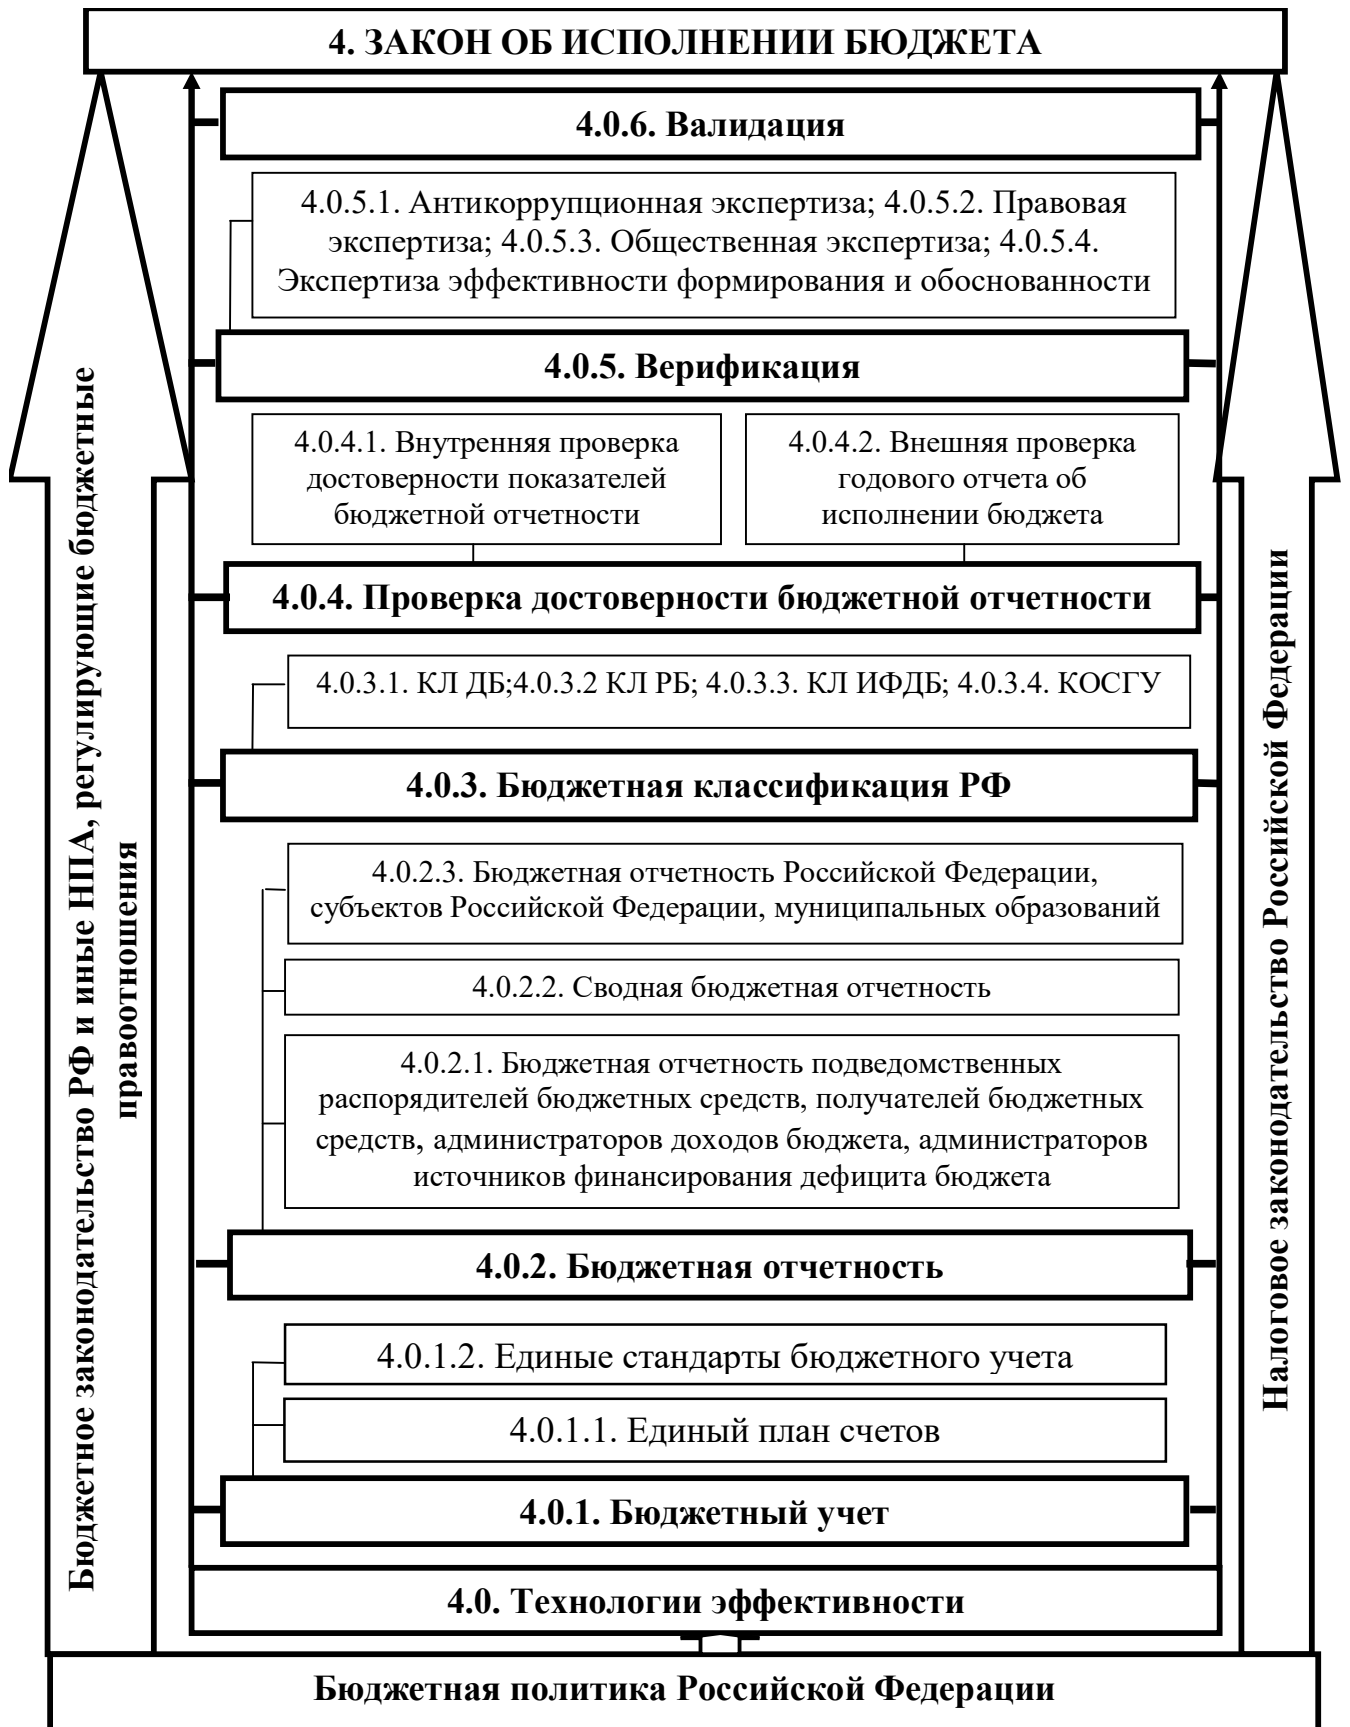 4. ЗАКОН ОБ ИСПОЛНЕНИИ БЮДЖЕТА
4.0.6. Валидация
4.0.5.1. Антикоррупционная экспертиза; 4.0.5.2. Правовая
экспертиза; 4.0.5.3. Общественная экспертиза; 4.0.5.4.
Экспертиза эффективности формирования и обоснованности
4.0.5. Верификация
4.0.4.1. Внутренняя проверка
достоверности показателей
бюджетной отчетности
4.0.4.2. Внешняя проверка
годового отчета об
исполнении бюджета
4.0.4. Проверка достоверности бюджетной отчетности
4.0.3.1. КЛ ДБ;4.0.3.2 КЛ РБ; 4.0.3.3. КЛ ИФДБ; 4.0.3.4. КОСГУ
4.0.3. Бюджетная классификация РФ
4.0.2.3. Бюджетная отчетность Российской Федерации,
субъектов Российской Федерации, муниципальных образований
4.0.2.2. Сводная бюджетная отчетность
4.0.2.1. Бюджетная отчетность подведомственных
распорядителей бюджетных средств, получателей бюджетных
средств, администраторов доходов бюджета, администраторов
источников финансирования дефицита бюджета
4.0.2. Бюджетная отчетность
4.0.1.2. Единые стандарты бюджетного учета
4.0.1.1. Единый план счетов
4.0.1. Бюджетный учет
4.0. Технологии эффективности
Бюджетная политика Российской Федерации
Бюджетное законодательство РФ и иные НПА, регулирующие бюджетные
правоотношения
Налоговое законодательство Российской Федерации